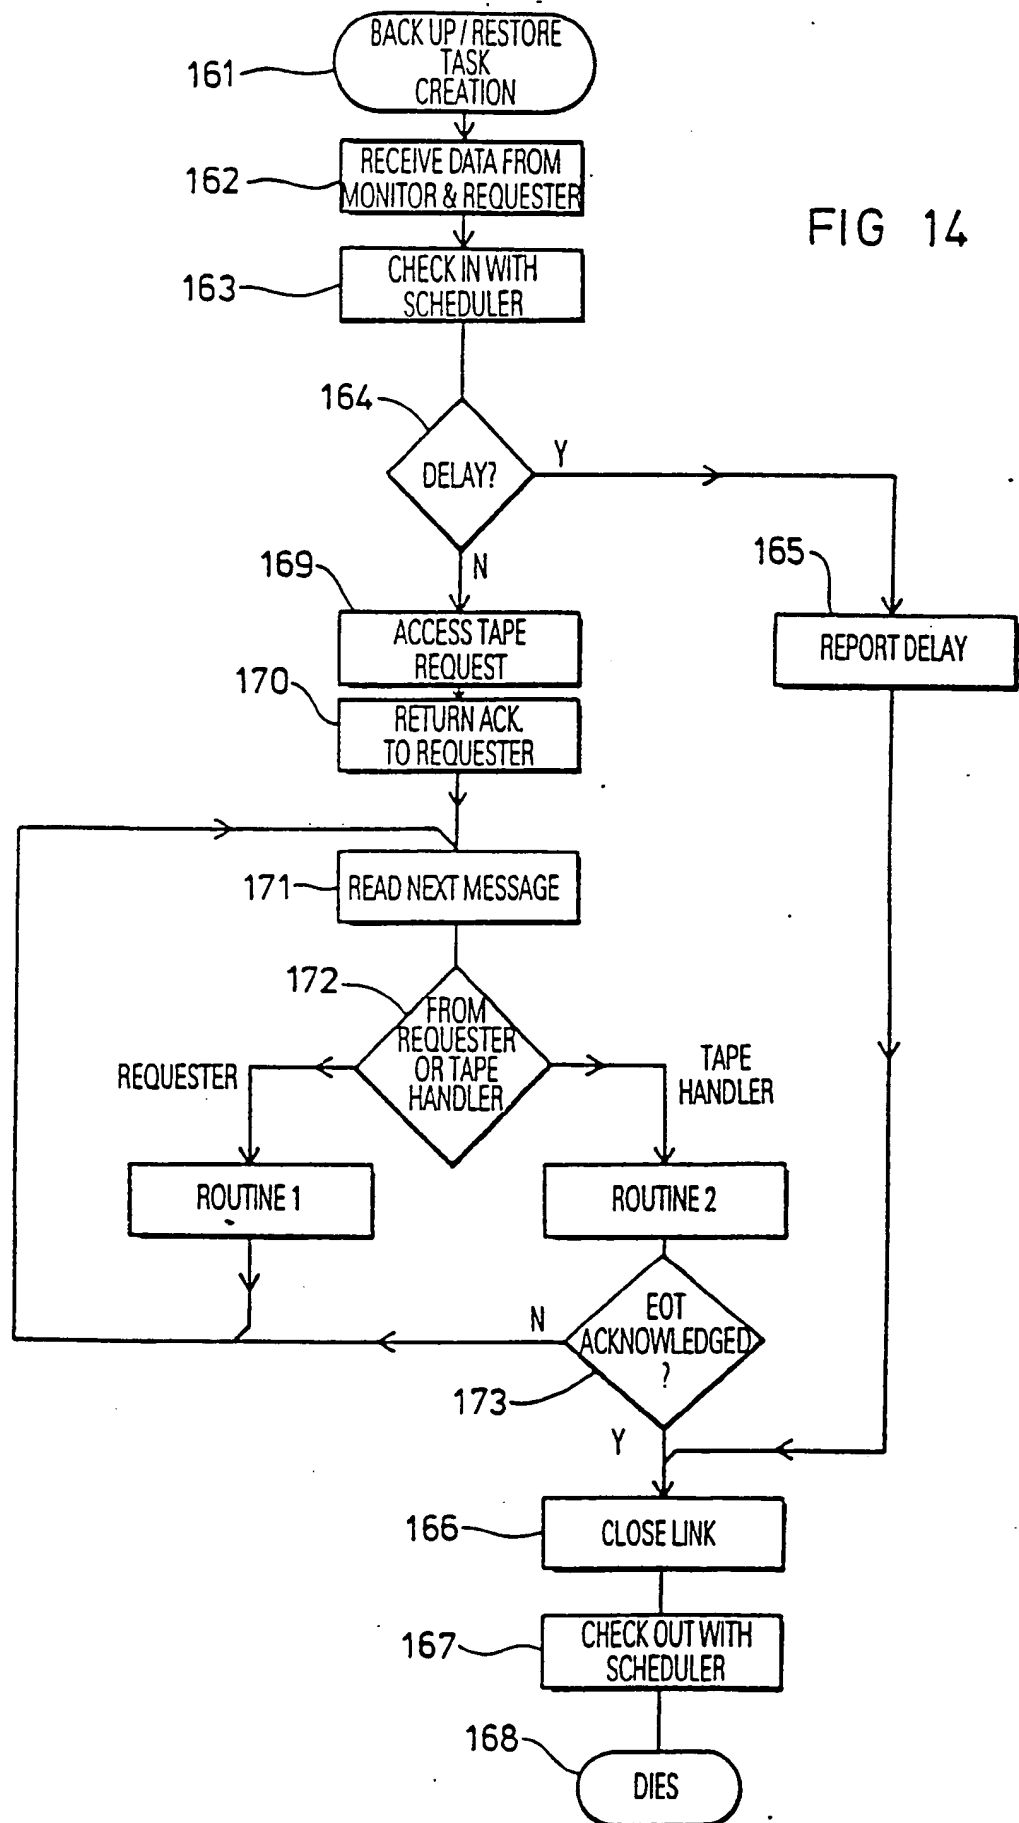 BACK UP / RESTORE
TASK
CREATION
161
RECEIVE DATA FROM
MONITOR & REQUESTER
162
FIG 14
CHECK IN WITH
SCHEDULER
163
164
DELAY?
Y
N
169
165
ACCESS TAPE
REQUEST
REPORT DELAY
170
RETURN ACK.
TO REQUESTER
171
READ NEXT MESSAGE
172
FROM
REQUESTER
OR TAPE
HANDLER
REQUESTER
TAPE
HANDLER
ROUTINE 1
ROUTINE 2
EOT
ACKNOWLEDGED
?
N
173
Y
166
CLOSE LINK
167
CHECK OUT WITH
SCHEDULER
168
DIES